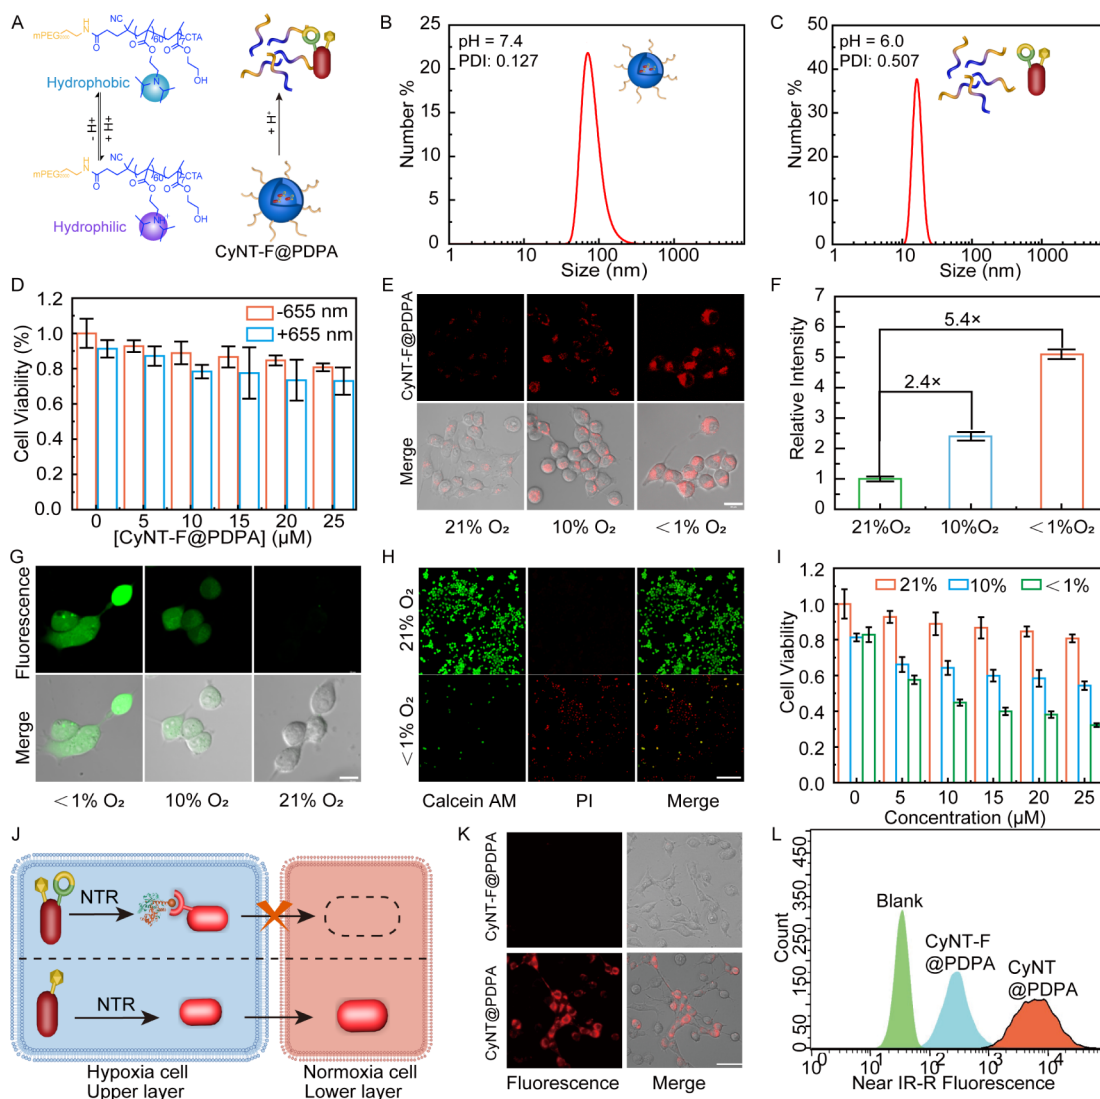 A
mPEG
NC
H
N
O
60
7
CTA
OH
Hydrophobic
- H+
+ H+
+ H+
mPEG
NC
H
N
O
60
7
CTA
OH
NH+
Hydrophilic
CyNT-F@PDPA
B
pH = 7.4
PDI: 0.127
Number %
25
20
15
10
5
0
1 10 100 1000
Size (nm)
C
pH = 6.0
PDI: 0.507
Number %
50
40
30
20
10
0
1 10 100 1000
Size (nm)
D
-655 nm
+655 nm
Cell Viability (%)
1.2
1.0
0.8
0.6
0.4
0.2
0.0
0 5 10 15 20 25
[CyNT-F@PDPA] (μM)
E
CyNT-F@PDPA
Merge
21% O₂ 10% O₂ <1% O₂
F
5.4×
2.4×
Relative Intensity
7
6
5
4
3
2
1
0
21%O₂ 10%O₂ <1%O₂
G
Fluorescence
Merge
<1% O₂ 10% O₂ 21% O₂
H
21% O₂
<1% O₂
Calcein AM PI Merge
I
21% 10% <1%
Cell Viability
1.2
1.0
0.8
0.6
0.4
0.2
0.0
0 5 10 15 20 25
Concentration (μM)
J
NTR
NTR
Hypoxia cell
Upper layer
Normoxia cell
Lower layer
K
CyNT-F@PDPA
CyNT@PDPA
Fluorescence Merge
L
Blank
CyNT-F
@PDPA
CyNT
@PDPA
Count
450
350
250
150
50
0
10⁰ 10¹ 10² 10³ 10⁴
Near IR-R Fluorescence